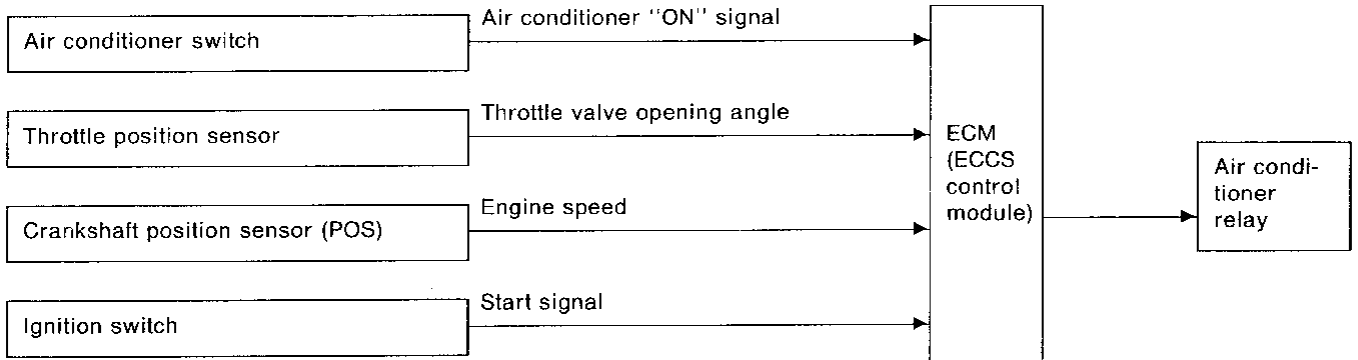 Air conditioner switch
Air conditioner "ON" signal
Throttle position sensor
Throttle valve opening angle
Crankshaft position sensor (POS)
Engine speed
Ignition switch
Start signal
ECM
(ECCS
control
module)
Air condi-
tioner
relay